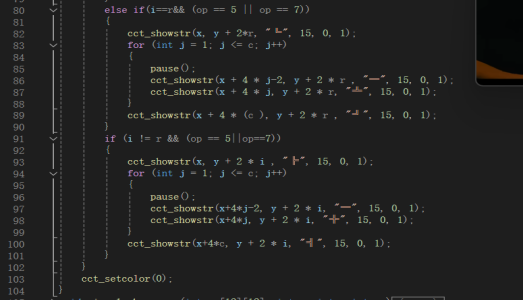 80 else if(i==r&& (op == 5 || op == 7))
81 {
82 cct_showstr(x, y + 2*r, "╚", 15, 0, 1);
83 for (int j = 1; j <= c; j++)
84 {
85 pause();
86 cct_showstr(x + 4 * j-2, y + 2 * r , "═", 15, 0, 1);
87 cct_showstr(x + 4 * j, y + 2 * r, "╩", 15, 0, 1);
88 }
89 cct_showstr(x + 4 * (c ), y + 2 * r , "╝", 15, 0, 1);
90 }
91 if (i != r && (op == 5||op==7))
92 {
93 cct_showstr(x, y + 2 * i , "╠", 15, 0, 1);
94 for (int j = 1; j <= c; j++)
95 {
96 pause();
97 cct_showstr(x+4*j-2, y + 2 * i, "═", 15, 0, 1);
98 cct_showstr(x+4*j, y + 2 * i, "╬", 15, 0, 1);
99 }
100 cct_showstr(x+4*c, y + 2 * i, "╣", 15, 0, 1);
101 }
102 }
103 cct_setcolor(0);
104 }